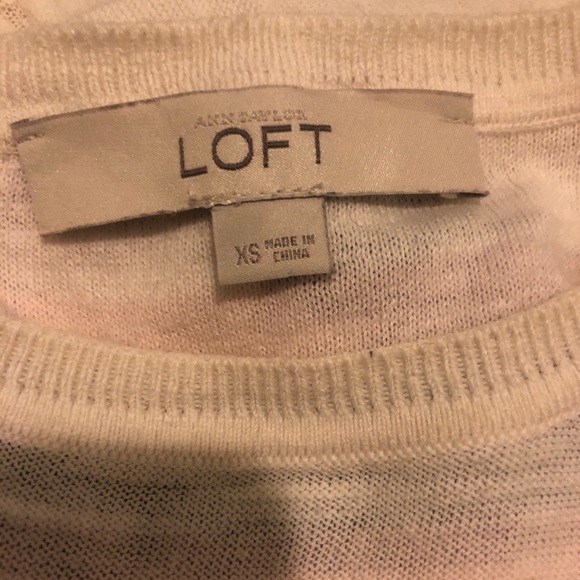 ANN TAYLOR
LOFT
XS
MADE IN
CHINA